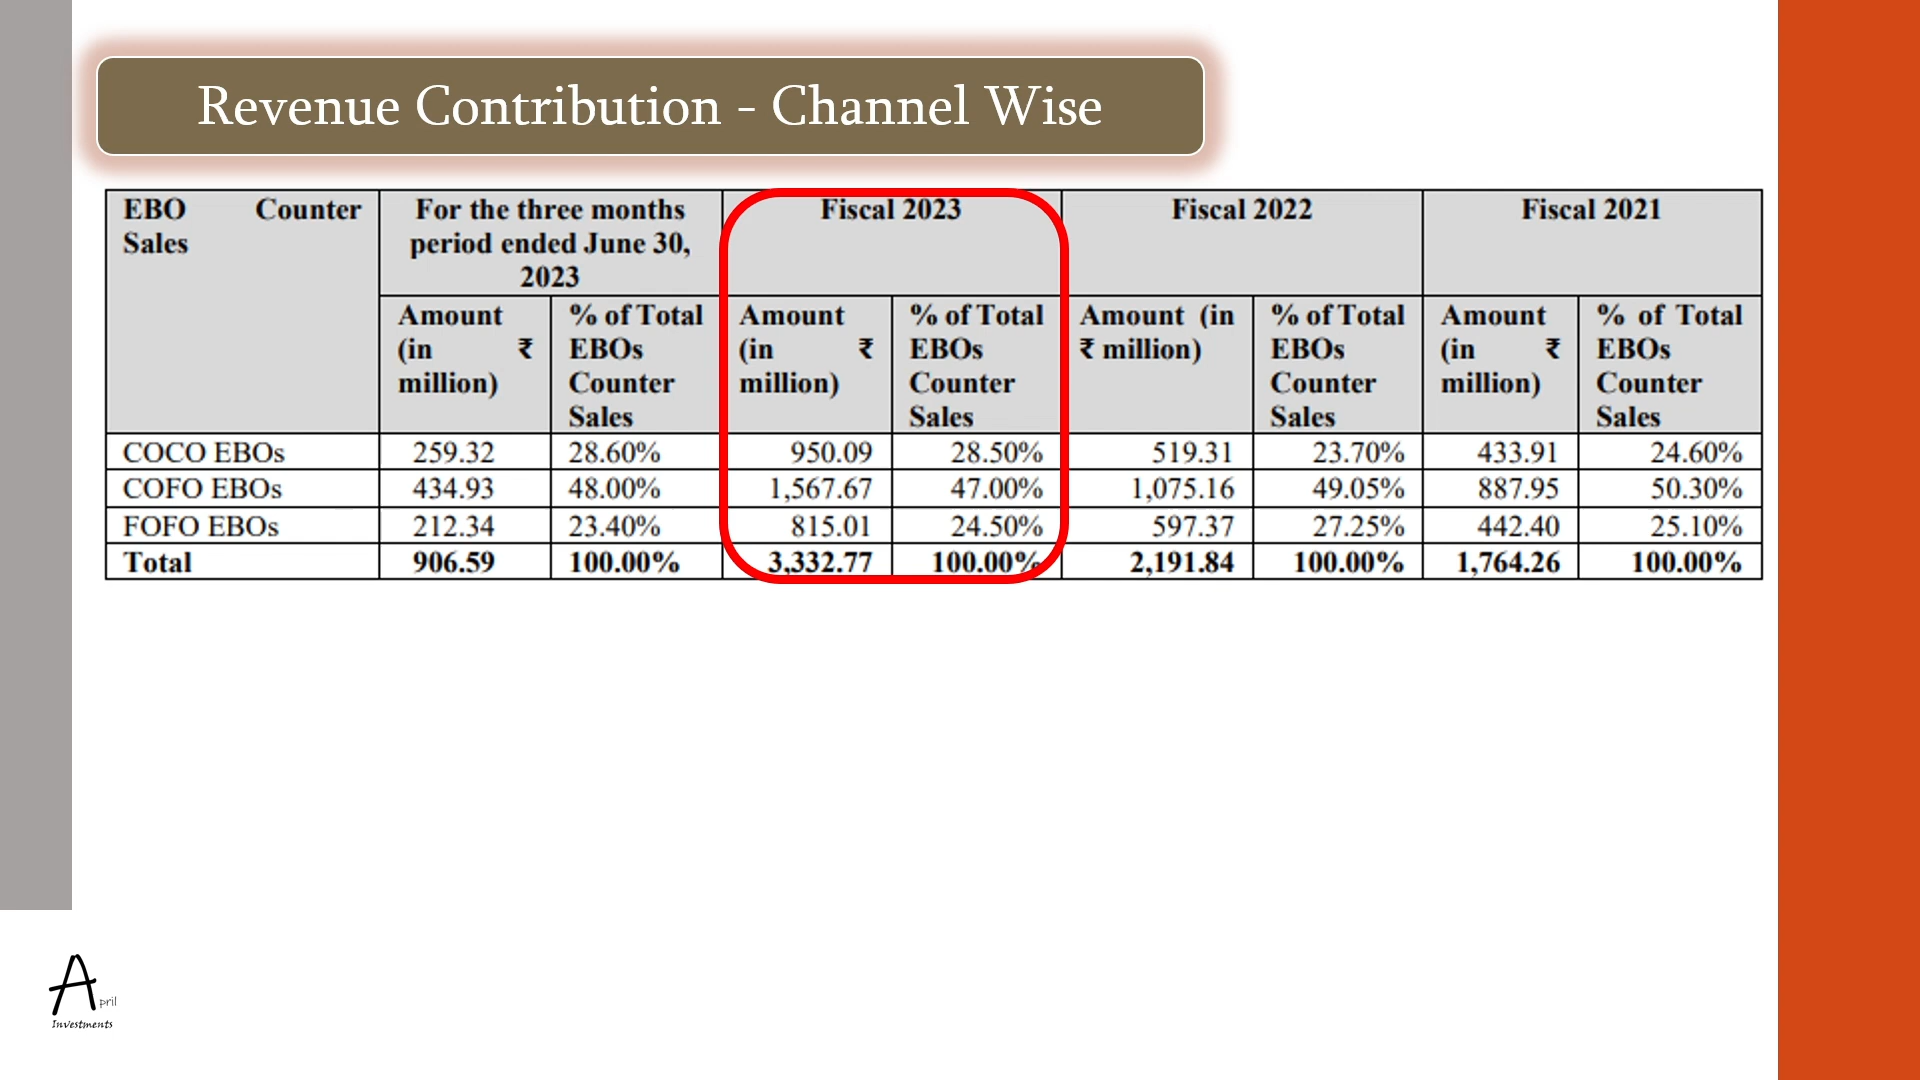 Revenue Contribution - Channel Wise
EBO Counter Sales | For the three months period ended June 30, 2023 | Fiscal 2023 | Fiscal 2022 | Fiscal 2021
Amount (in ₹ million) | % of Total EBOs Counter Sales | Amount (in ₹ million) | % of Total EBOs Counter Sales | Amount (in ₹ million) | % of Total EBOs Counter Sales | Amount (in ₹ million) | % of Total EBOs Counter Sales
COCO EBOs | 259.32 | 28.60% | 950.09 | 28.50% | 519.31 | 23.70% | 433.91 | 24.60%
COFO EBOs | 434.93 | 48.00% | 1,567.67 | 47.00% | 1,075.16 | 49.05% | 887.95 | 50.30%
FOFO EBOs | 212.34 | 23.40% | 815.01 | 24.50% | 597.37 | 27.25% | 442.40 | 25.10%
Total | 906.59 | 100.00% | 3,332.77 | 100.00% | 2,191.84 | 100.00% | 1,764.26 | 100.00%
April
Investments